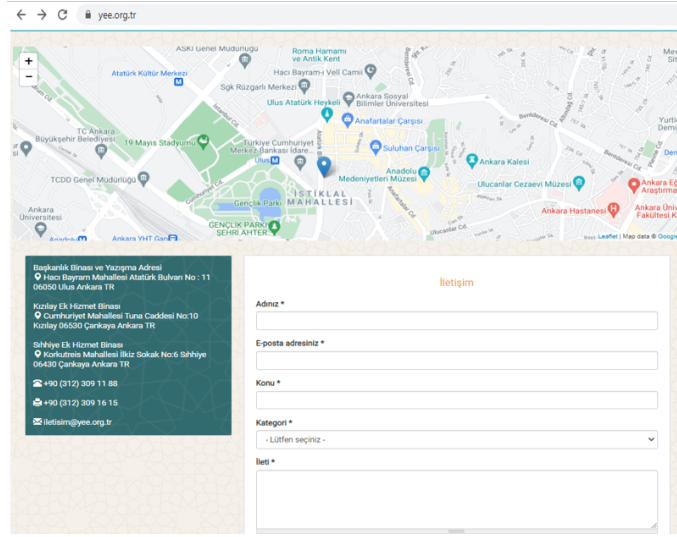 yee.org.tr
+
−
ASKİ Genel Müdürlüğü
Roma Hamamı
ve Antik Kent
Atatürk Kültür Merkezi
Hacı Bayram-ı Veli Camii
Sgk Rüzgarlı Merkezi
Ankara Sosyal
Bilimler Üniversitesi
Ulus Atatürk Heykeli
Anafartalar Çarşısı
Bentderesi Cd.
TC Ankara
Büyükşehir Belediyesi
19 Mayıs Stadyumu
Türkiye Cumhuriyet
Merkez Bankası İdare...
Suluhan Çarşısı
Ulus
Ankara Kalesi
Anadolu
Medeniyetleri Müzesi
TCDD Genel Müdürlüğü
Ulucanlar Cezaevi Müzesi
İSTİKLAL
MAHALLESİ
Gençlik Parkı
Ankara
Üniversitesi
Ankara Hastanesi
GENÇLİK PARKI
Ulucanlar Cd.
Ankara YHT Garı
Leaflet | Map data © Google
Başkanlık Binası ve Yazışma Adresi
Hacı Bayram Mahallesi Atatürk Bulvarı No : 11
06050 Ulus Ankara TR
Kızılay Ek Hizmet Binası
Cumhuriyet Mahallesi Tuna Caddesi No:10
Kızılay 06530 Çankaya Ankara TR
Sıhhiye Ek Hizmet Binası
Korkutreis Mahallesi İlkiz Sokak No:6 Sıhhiye
06430 Çankaya Ankara TR
+90 (312) 309 11 88
+90 (312) 309 16 15
iletisim@yee.org.tr
İletişim
Adınız *
E-posta adresiniz *
Konu *
Kategori *
- Lütfen seçiniz -
İleti *